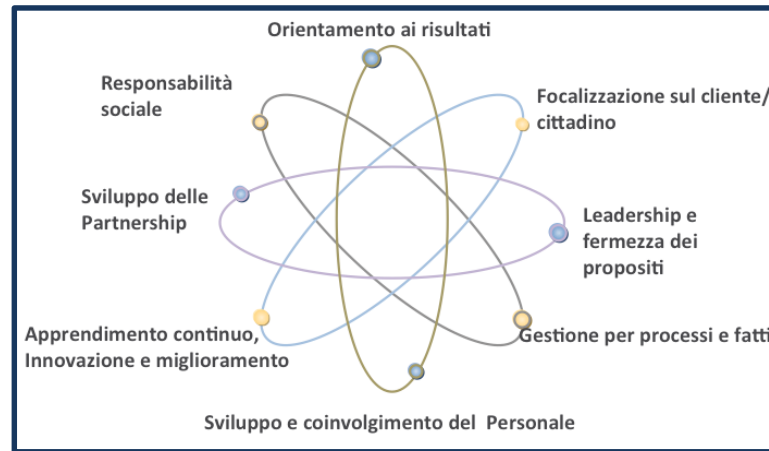 Orientamento ai risultati
Responsabilità
sociale
Focalizzazione sul cliente/
cittadino
Sviluppo delle
Partnership
Leadership e
fermezza dei
propositi
Apprendimento continuo,
Innovazione e miglioramento
Gestione per processi e fatti
Sviluppo e coinvolgimento del Personale